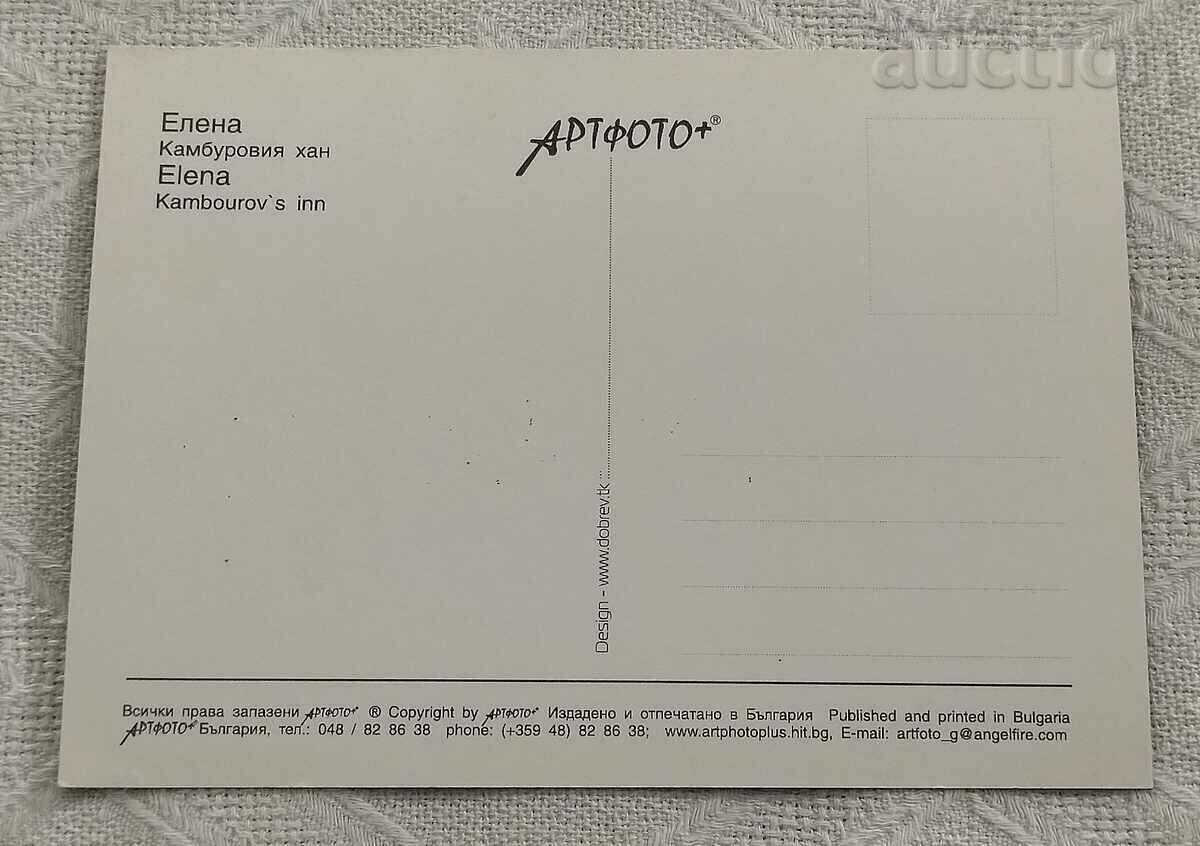 auctio
Елена
Камбуровия хан
Elena
Kambourov`s inn
АРТФОТО+®
Design - www.dobrev.tk :::
Всички права запазени АРТФОТО+ ® Copyright by АРТФОТО+ Издадено и отпечатано в България Published and printed in Bulgaria
АРТФОТО+® България, тел.: 048 / 82 86 38 phone: (+359 48) 82 86 38; www.artphotoplus.hit.bg, E-mail: artfoto_g@angelfire.com